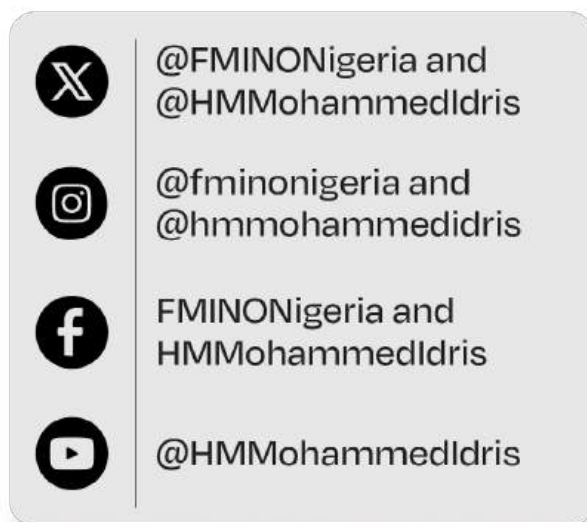 @FMINONigeria and
@HMMohammedIdris
@fminonigeria and
@hmmohammedidris
FMINONigeria and
HMMohammedIdris
@HMMohammedIdris